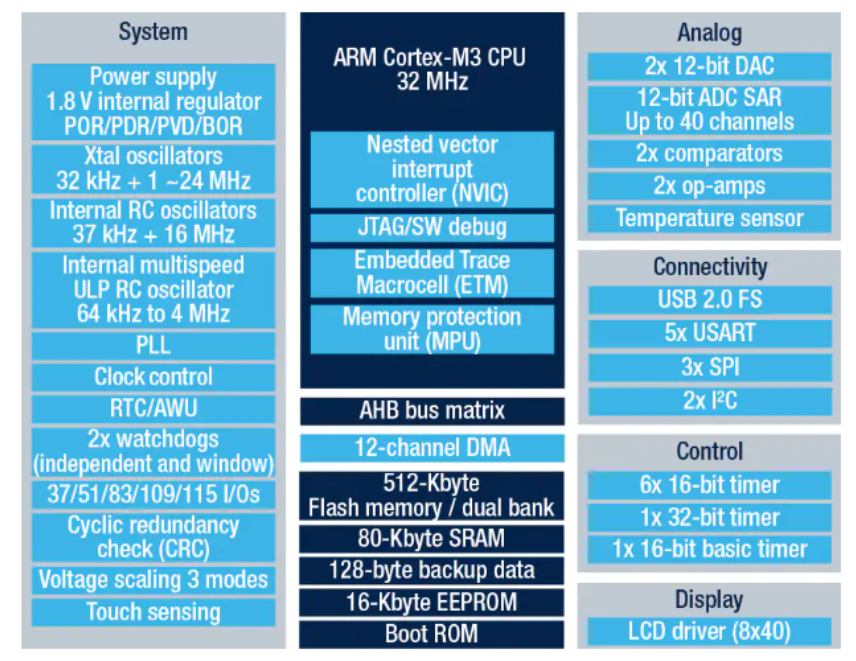 System
Power supply
1.8 V internal regulator
POR/PDR/PVD/BOR
Xtal oscillators
32 kHz + 1 ~24 MHz
Internal RC oscillators
37 kHz + 16 MHz
Internal multispeed
ULP RC oscillator
64 kHz to 4 MHz
PLL
Clock control
RTC/AWU
2x watchdogs
(independent and window)
37/51/83/109/115 I/Os
Cyclic redundancy
check (CRC)
Voltage scaling 3 modes
Touch sensing
ARM Cortex-M3 CPU
32 MHz
Nested vector
interrupt
controller (NVIC)
JTAG/SW debug
Embedded Trace
Macrocell (ETM)
Memory protection
unit (MPU)
AHB bus matrix
12-channel DMA
512-Kbyte
Flash memory / dual bank
80-Kbyte SRAM
128-byte backup data
16-Kbyte EEPROM
Boot ROM
Analog
2x 12-bit DAC
12-bit ADC SAR
Up to 40 channels
2x comparators
2x op-amps
Temperature sensor
Connectivity
USB 2.0 FS
5x USART
3x SPI
2x I²C
Control
6x 16-bit timer
1x 32-bit timer
1x 16-bit basic timer
Display
LCD driver (8x40)